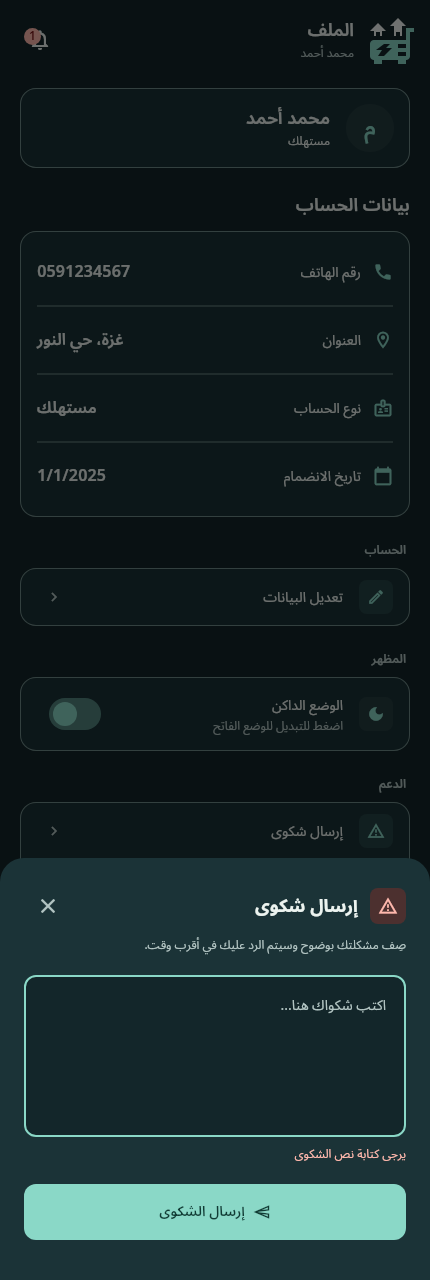 الملف
محمد أحمد
1
م
محمد أحمد
مستهلك
بيانات الحساب
رقم الهاتف
0591234567
العنوان
غزة، حي النور
نوع الحساب
مستهلك
تاريخ الانضمام
1/1/2025
الحساب
تعديل البيانات
المظهر
الوضع الداكن
اضغط للتبديل للوضع الفاتح
الدعم
إرسال شكوى
إرسال شكوى
صِف مشكلتك بوضوح وسيتم الرد عليك في أقرب وقت.
اكتب شكواك هنا...
يرجى كتابة نص الشكوى
إرسال الشكوى